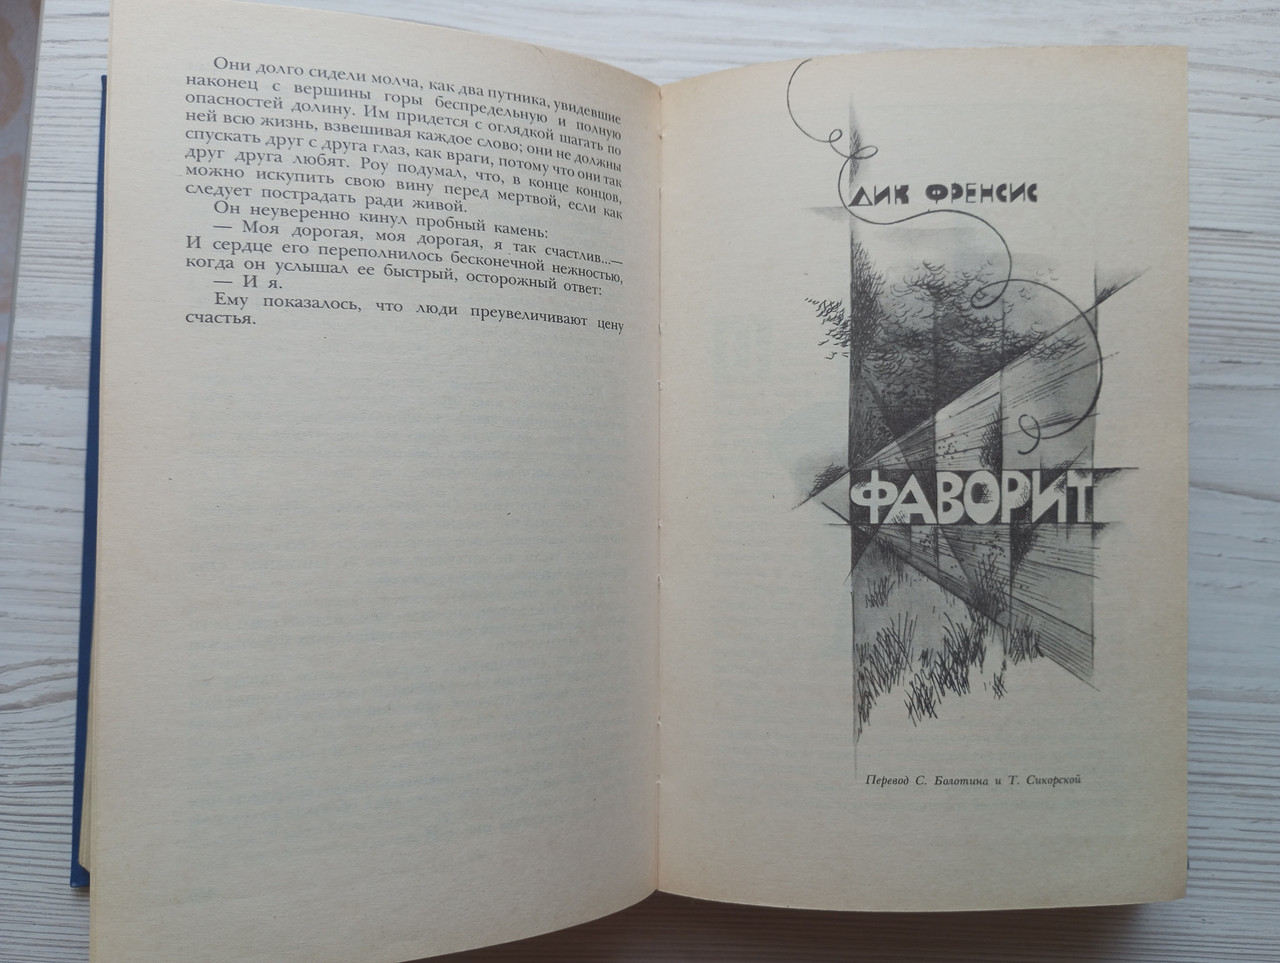 Они долго сидели молча, как два путника, увидевшие
наконец с вершины горы беспредельную и полную
опасностей долину. Им придется с оглядкой шагать по
ней всю жизнь, взвешивая каждое слово; они не должны
спускать друг с друга глаз, как враги, потому что они так
друг друга любят. Роу подумал, что, в конце концов,
можно искупить свою вину перед мертвой, если как
следует пострадать ради живой.
Он неуверенно кинул пробный камень:
— Моя дорогая, моя дорогая, я так счастлив...—
И сердце его переполнилось бесконечной нежностью,
когда он услышал ее быстрый, осторожный ответ:
— И я.
Ему показалось, что люди преувеличивают цену
счастья.
ДИК ФРЕНСИС
ФАВОРИТ
Перевод С. Болотина и Т. Сикорской